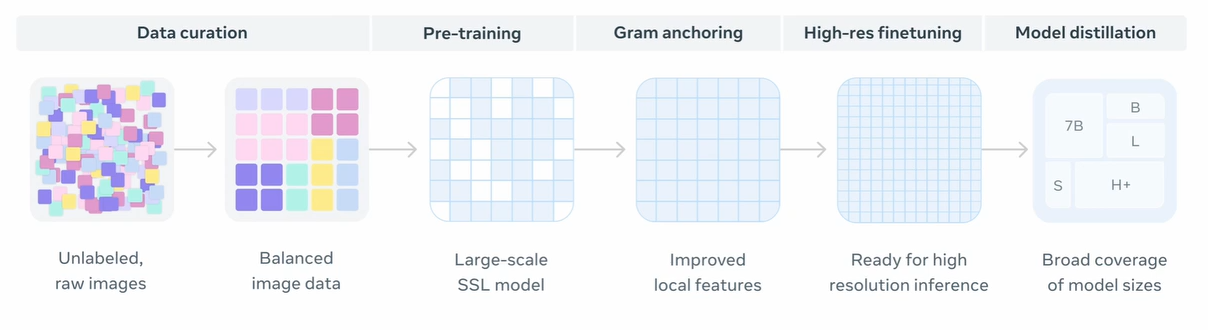 Data curation
Pre-training
Gram anchoring
High-res finetuning
Model distillation
7B
B
L
S
H+
Unlabeled,
raw images
Balanced
image data
Large-scale
SSL model
Improved
local features
Ready for high
resolution inference
Broad coverage
of model sizes